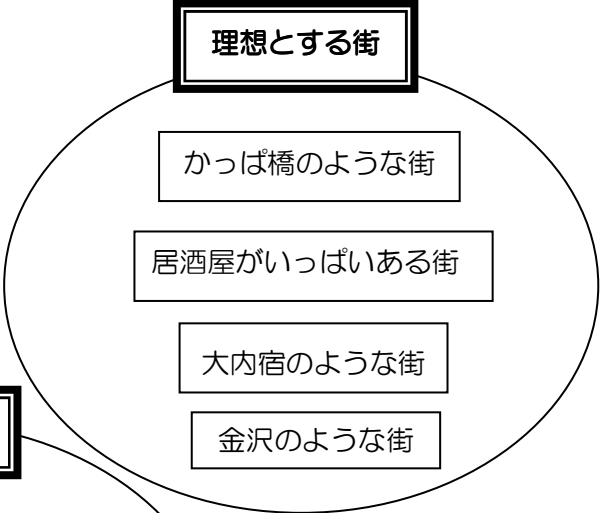 理想とする街
かっぱ橋のような街
居酒屋がいっぱいある街
大内宿のような街
金沢のような街